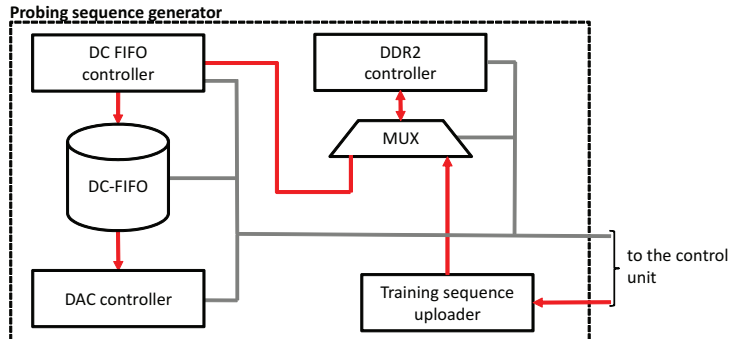 Probing sequence generator
DC FIFO
controller
DDR2
controller
MUX
DC-FIFO
to the control
unit
DAC controller
Training sequence
uploader